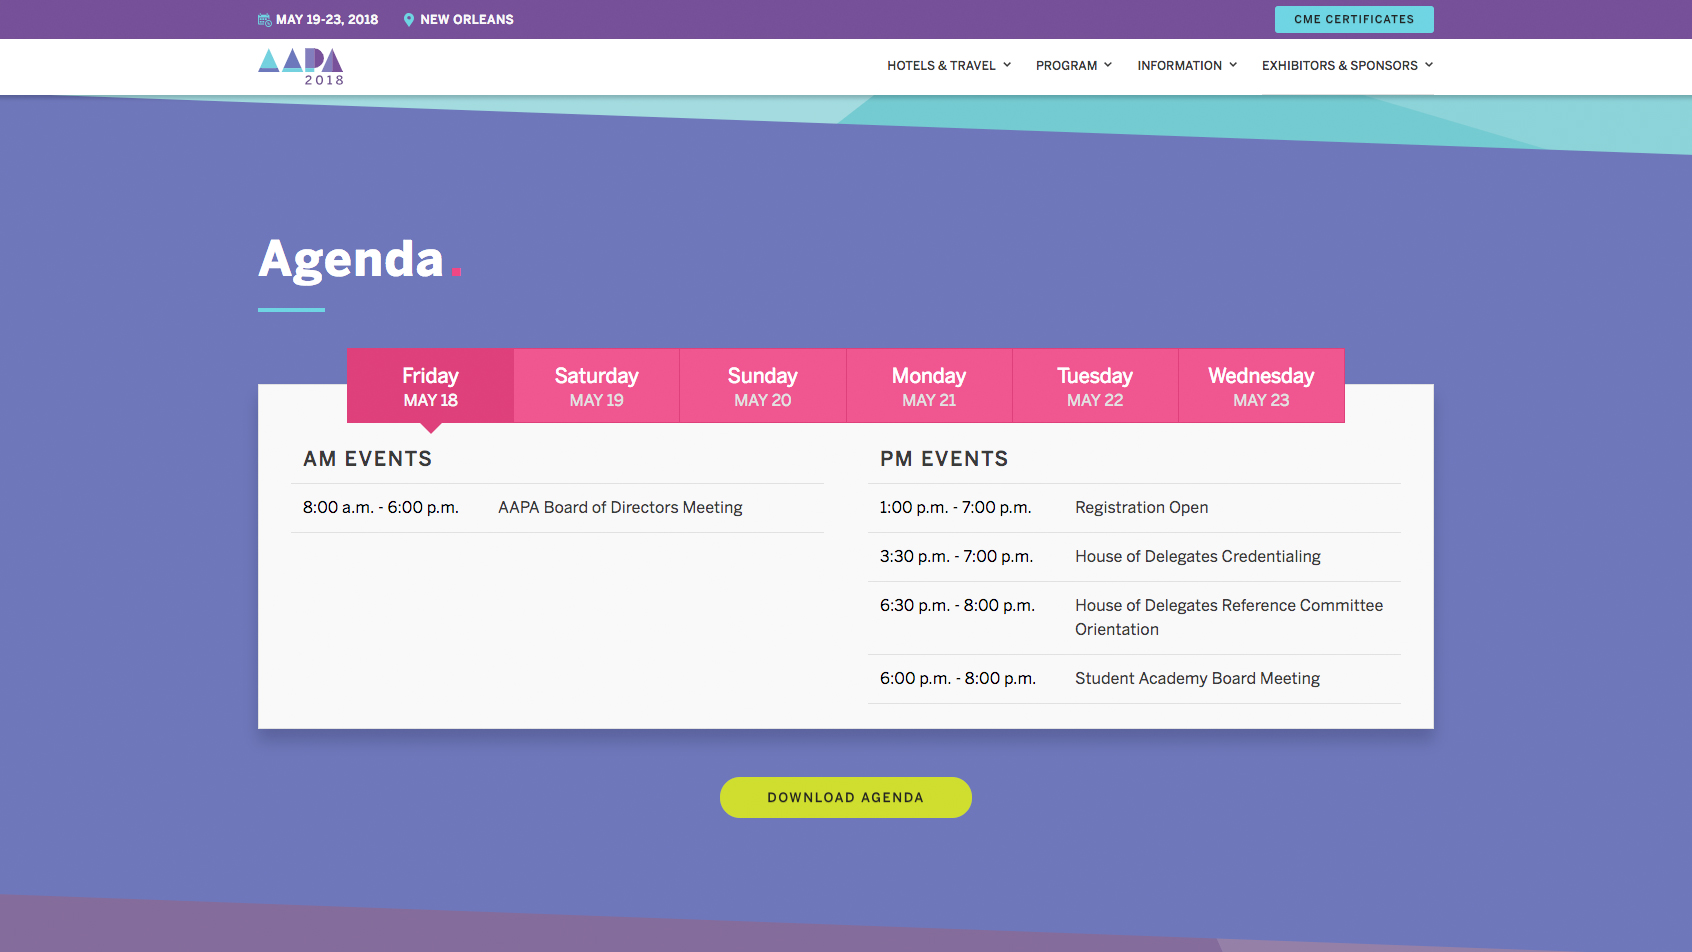 MAY 19-23, 2018
NEW ORLEANS
CME CERTIFICATES
AAPA
2018
HOTELS & TRAVEL
PROGRAM
INFORMATION
EXHIBITORS & SPONSORS
Agenda.
Friday
MAY 18
Saturday
MAY 19
Sunday
MAY 20
Monday
MAY 21
Tuesday
MAY 22
Wednesday
MAY 23
AM EVENTS
8:00 a.m. - 6:00 p.m. AAPA Board of Directors Meeting
PM EVENTS
1:00 p.m. - 7:00 p.m. Registration Open
3:30 p.m. - 7:00 p.m. House of Delegates Credentialing
6:30 p.m. - 8:00 p.m. House of Delegates Reference Committee
Orientation
6:00 p.m. - 8:00 p.m. Student Academy Board Meeting
DOWNLOAD AGENDA